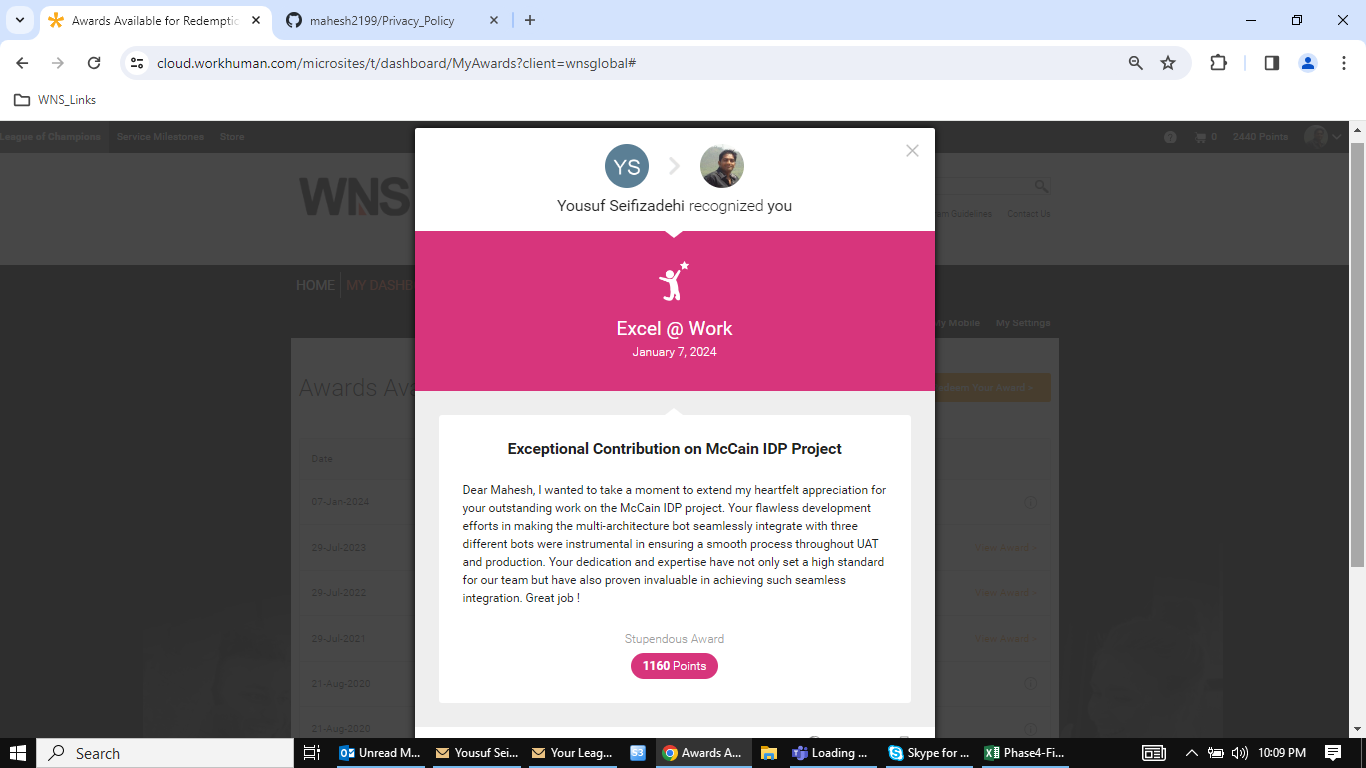 Awards Available for Redemptio
mahesh2199/Privacy_Policy
cloud.workhuman.com/microsites/t/dashboard/MyAwards?client=wnsglobal#
WNS_Links
League of Champions
Service Milestones
Store
0
2440 Points
YS
Yousuf Seifizadehi recognized you
WNS
Guidelines
Contact Us
HOME
MY DASHB
Excel @ Work
January 7, 2024
My Mobile
My Settings
Awards Ava
edeem Your Award >
Exceptional Contribution on McCain IDP Project
Date
Dear Mahesh, I wanted to take a moment to extend my heartfelt appreciation for
your outstanding work on the McCain IDP project. Your flawless development
efforts in making the multi-architecture bot seamlessly integrate with three
different bots were instrumental in ensuring a smooth process throughout UAT
and production. Your dedication and expertise have not only set a high standard
for our team but have also proven invaluable in achieving such seamless
integration. Great job !
07-Jan-2024
29-Jul-2023
View Award >
29-Jul-2022
View Award >
29-Jul-2021
View Award >
21-Aug-2020
21-Aug-2020
Stupendous Award
1160 Points
Search
Unread M...
Yousuf Sei...
Your Leag...
S3
Awards A...
Loading ...
Skype for ...
Phase4-Fi...
10:09 PM